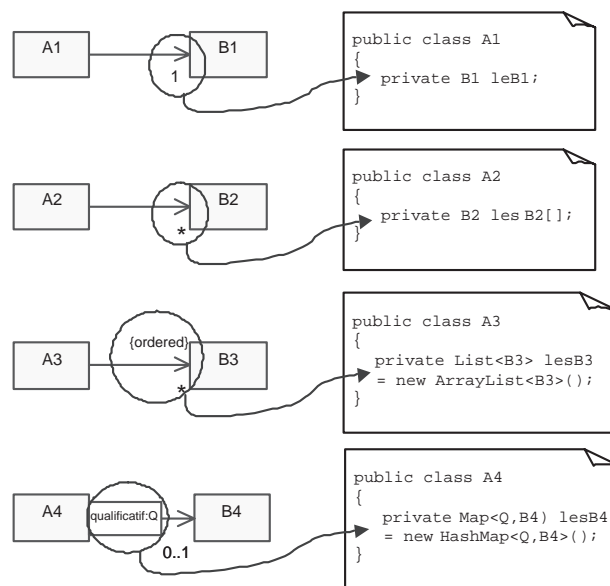 A1
B1
1
public class A1
{
private B1 leB1;
}
A2
B2
*
public class A2
{
private B2 les B2[];
}
A3
{ordered}
B3
*
public class A3
{
private List<B3> lesB3
= new ArrayList<B3>();
}
A4
qualificatif:Q
B4
0..1
public class A4
{
private Map<Q,B4) lesB4
= new HashMap<Q,B4>();
}